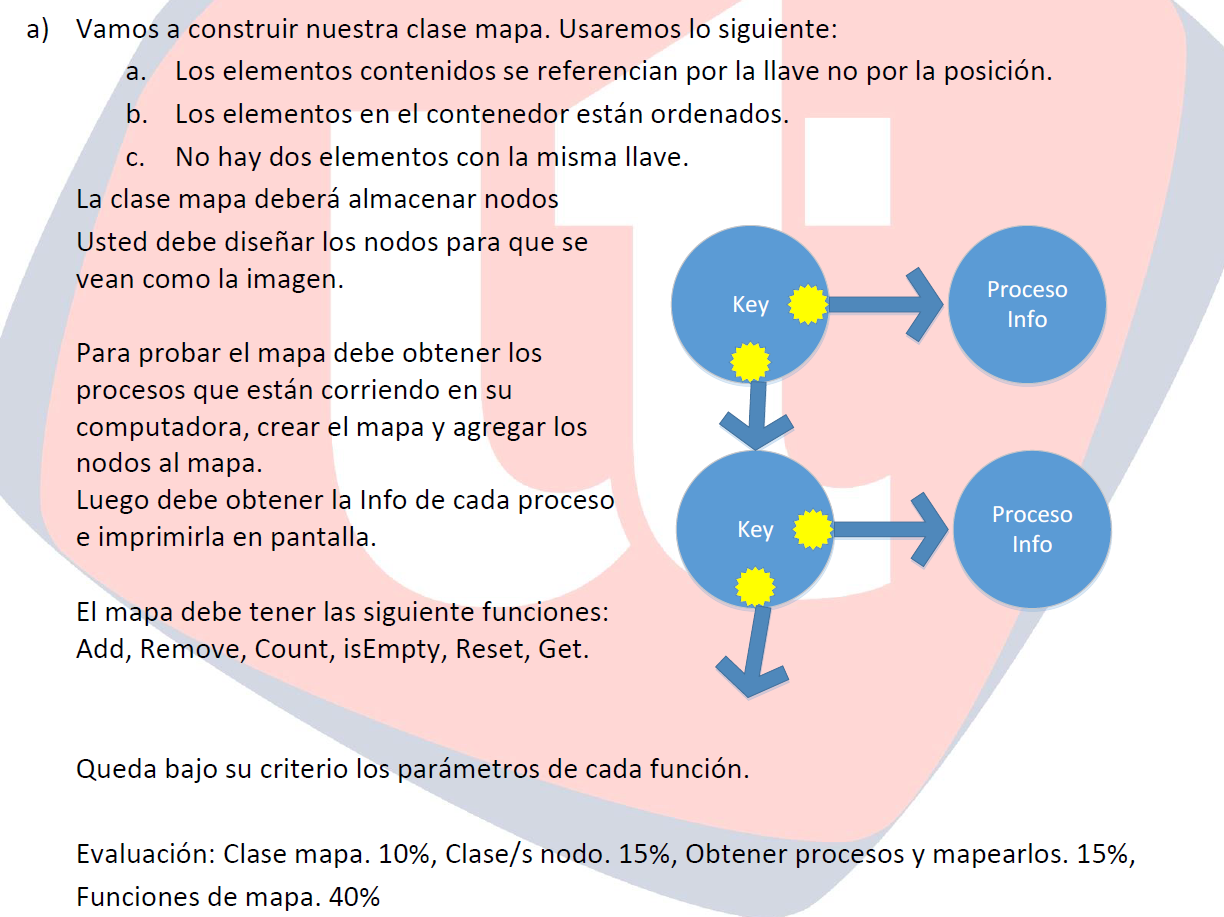 a) Vamos a construir nuestra clase mapa. Usaremos lo siguiente:
a. Los elementos contenidos se referencian por la llave no por la posición.
b. Los elementos en el contenedor están ordenados.
c. No hay dos elementos con la misma llave.
La clase mapa deberá almacenar nodos
Usted debe diseñar los nodos para que se
vean como la imagen.
Para probar el mapa debe obtener los
procesos que están corriendo en su
computadora, crear el mapa y agregar los
nodos al mapa.
Luego debe obtener la Info de cada proceso
e imprimirla en pantalla.
El mapa debe tener las siguiente funciones:
Add, Remove, Count, isEmpty, Reset, Get.
Key
Proceso
Info
Key
Proceso
Info
Queda bajo su criterio los parámetros de cada función.
Evaluación: Clase mapa. 10%, Clase/s nodo. 15%, Obtener procesos y mapearlos. 15%,
Funciones de mapa. 40%